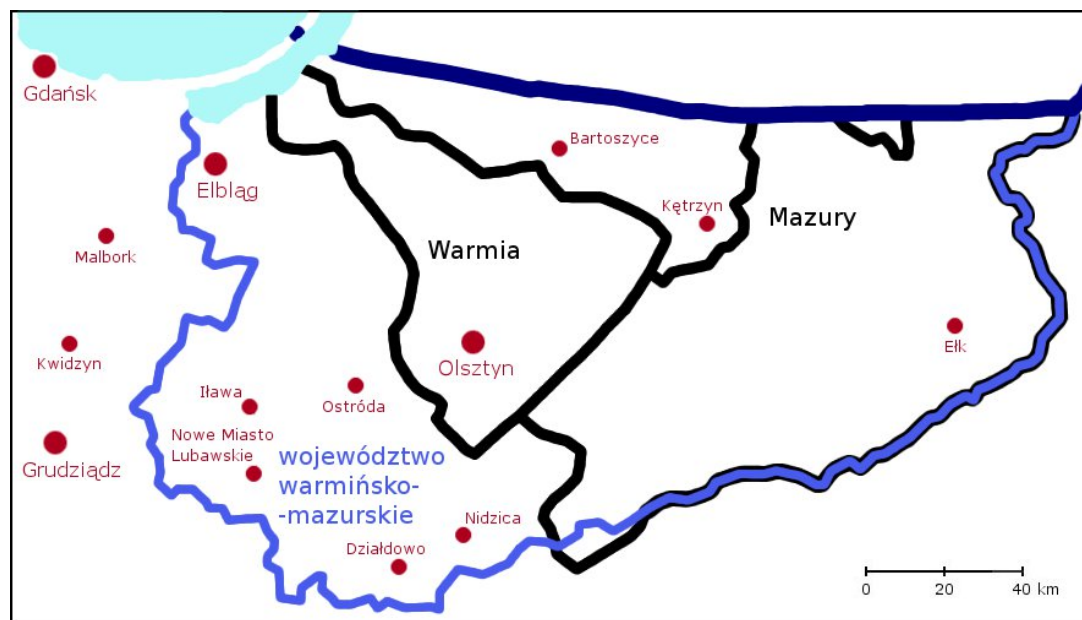 Gdańsk
Elbląg
Bartoszyce
Kętrzyn
Mazury
Malbork
Warmia
Kwidzyn
Olsztyn
Ełk
Iława
Ostróda
Nowe Miasto
Lubawskie
Grudziądz
województwo
warmińsko-
-mazurskie
Nidzica
Działdowo
0 20 40 km